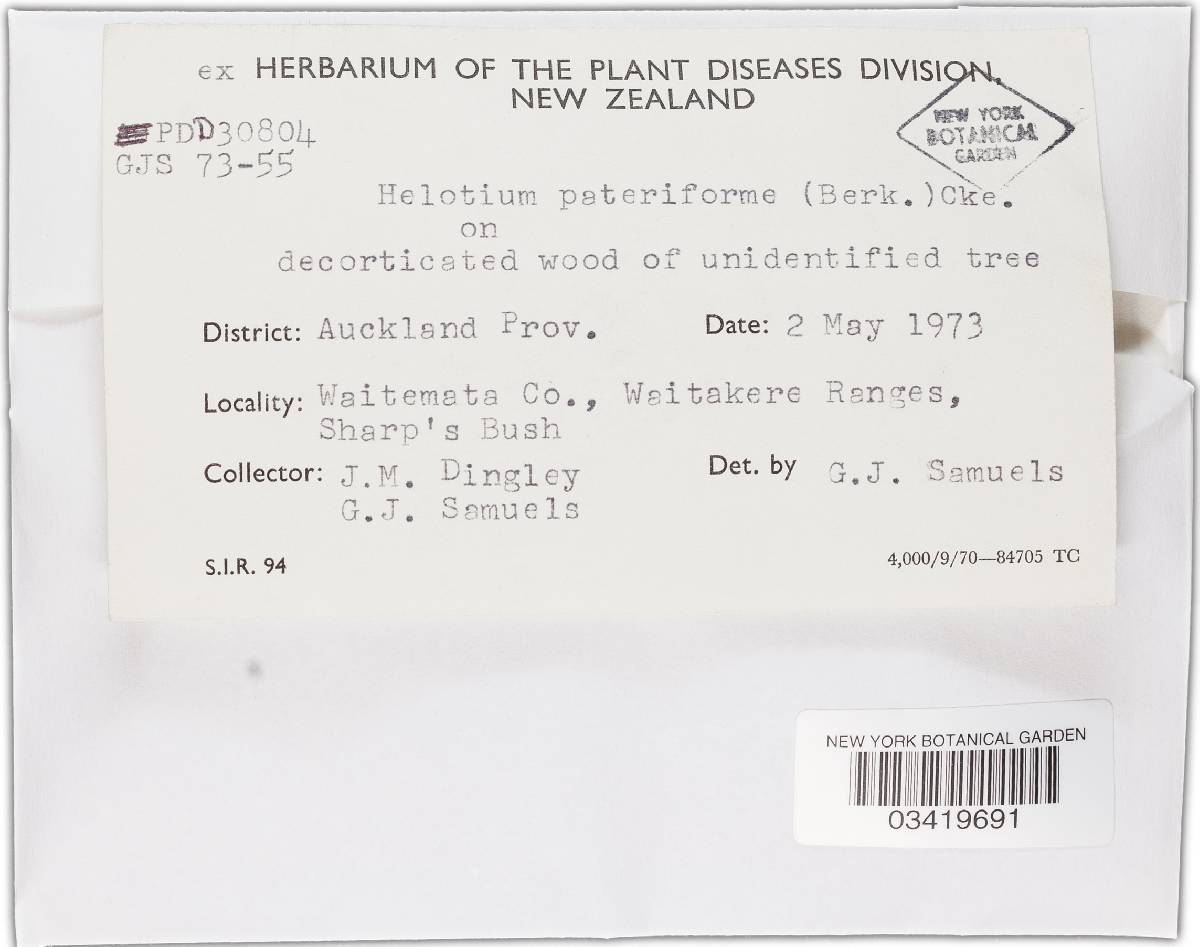 ex HERBARIUM OF THE PLANT DISEASES DIVISION,
NEW ZEALAND
NEW YORK
BOTANICAL
GARDEN
PDD30804
GJS 73-55
Helotium pateriforme (Berk.)Cke.
on
decorticated wood of unidentified tree
District: Auckland Prov. Date: 2 May 1973
Locality: Waitemata Co., Waitakere Ranges,
Sharp's Bush
Collector: J.M. Dingley Det. by G.J. Samuels
G.J. Samuels
S.I.R. 94 4,000/9/70—84705 TC
NEW YORK BOTANICAL GARDEN
03419691